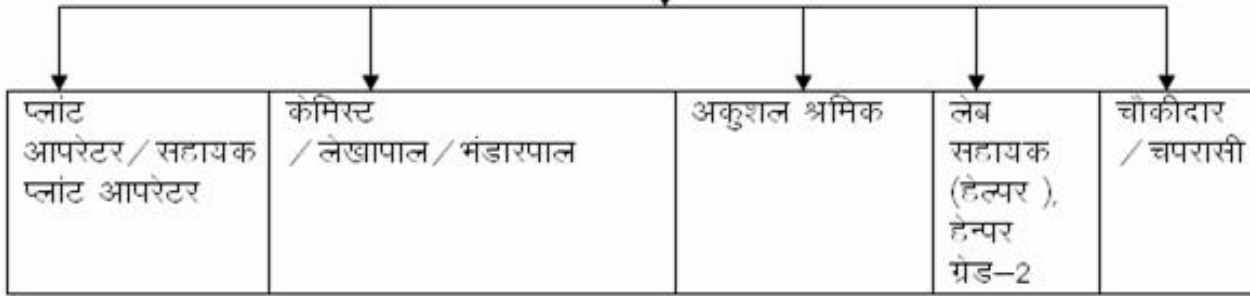 प्लांट
आपरेटर/सहायक
प्लांट आपरेटर
केमिस्ट
/लेखापाल/भंडारपाल
अकुशल श्रमिक
लेब
सहायक
(हेल्पर ),
हेन्पर
ग्रेड–2
चौकीदार
/चपरासी